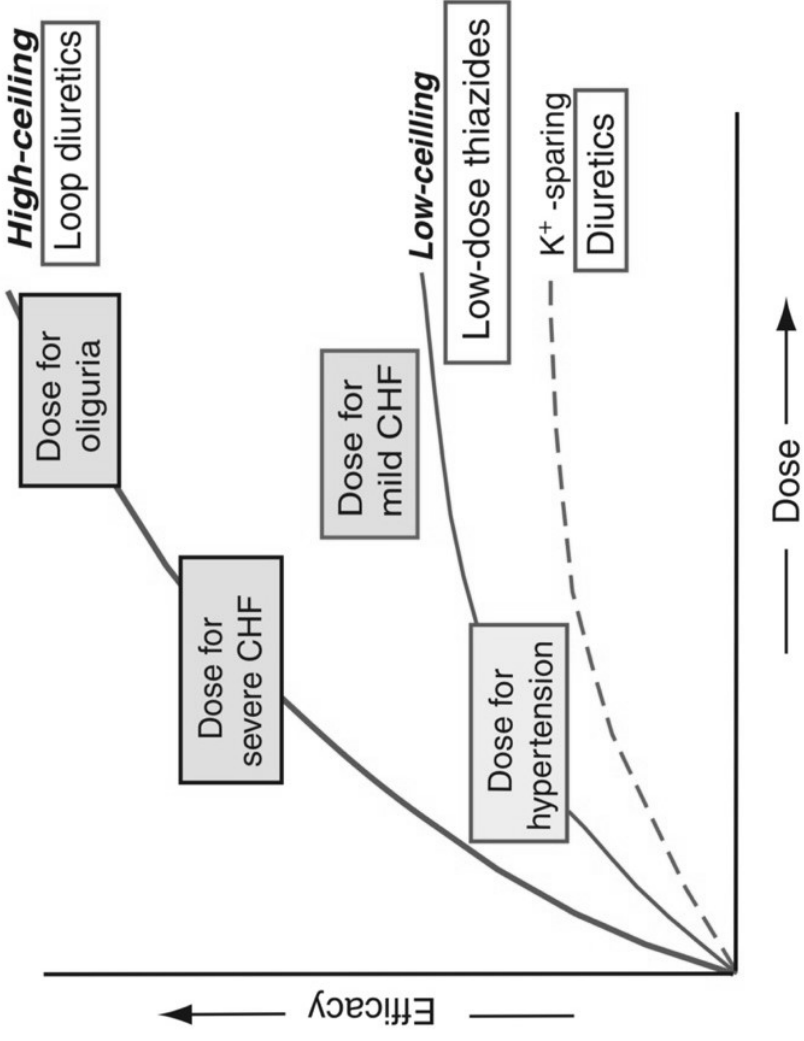 High-ceiling
Loop diuretics
Dose for
oliguria
Dose for
severe CHF
Dose for
mild CHF
Low-ceilling
Low-dose thiazides
Dose for
hypertension
K⁺ -sparing
Diuretics
Efficacy
Dose